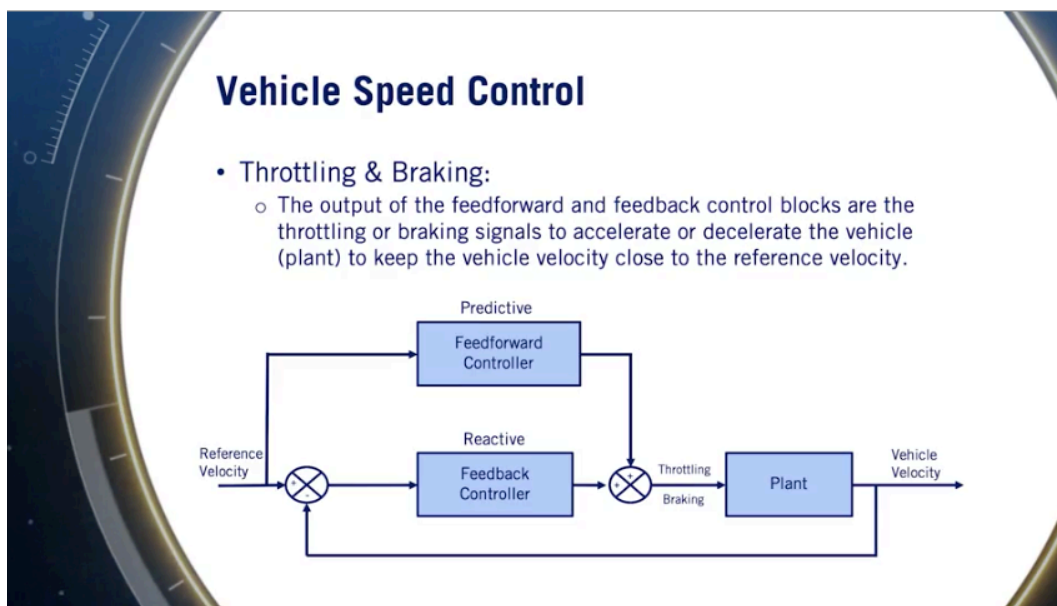 Vehicle Speed Control
• Throttling & Braking:
o The output of the feedforward and feedback control blocks are the
throttling or braking signals to accelerate or decelerate the vehicle
(plant) to keep the vehicle velocity close to the reference velocity.
Predictive
Feedforward
Controller
Reference
Velocity
Reactive
Feedback
Controller
+
-
+
+
Throttling
Braking
Plant
Vehicle
Velocity